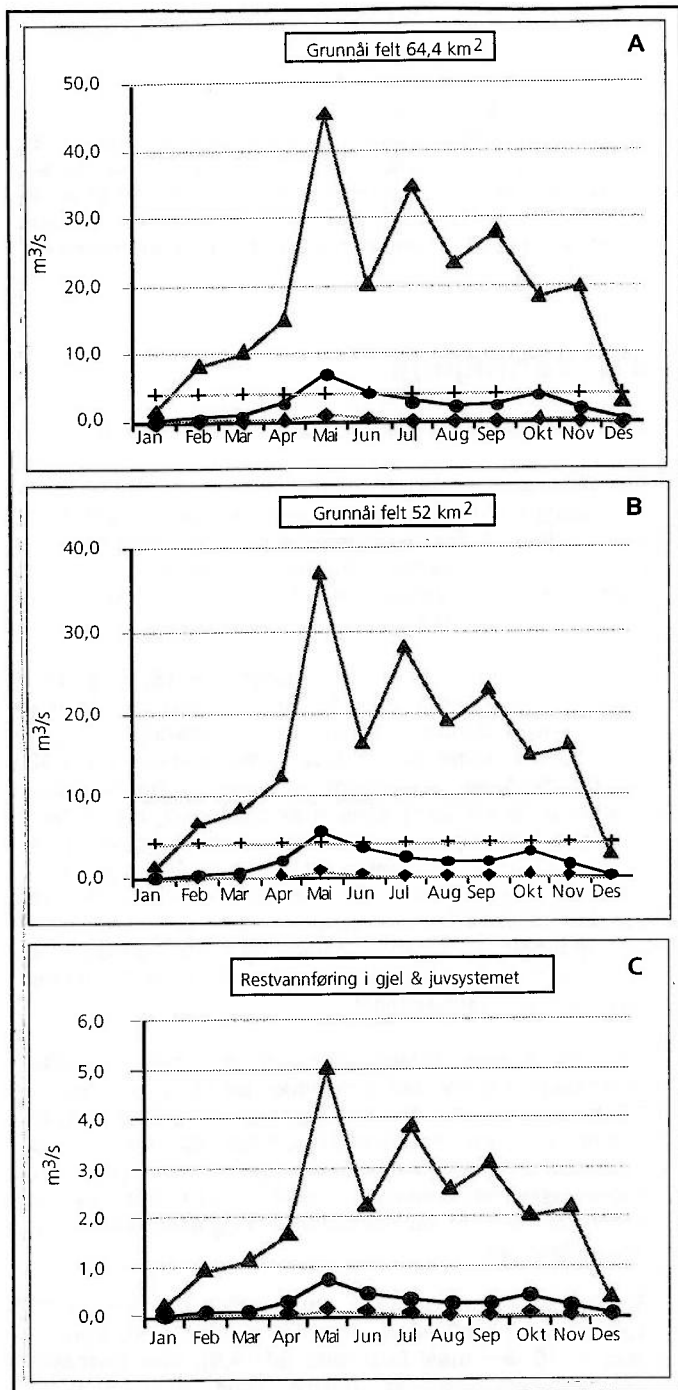 Grunnåi felt 64,4 km²
A
50,0
40,0
30,0
20,0
10,0
0,0
m³/s
Jan Feb Mar Apr Mai Jun Jul Aug Sep Okt Nov Des
Grunnåi felt 52 km²
B
40,0
30,0
20,0
10,0
0,0
m³/s
Jan Feb Mar Apr Mai Jun Jul Aug Sep Okt Nov Des
Restvannføring i gjel & juvsystemet
C
6,0
5,0
4,0
3,0
2,0
1,0
0,0
m³/s
Jan Feb Mar Apr Mai Jun Jul Aug Sep Okt Nov Des